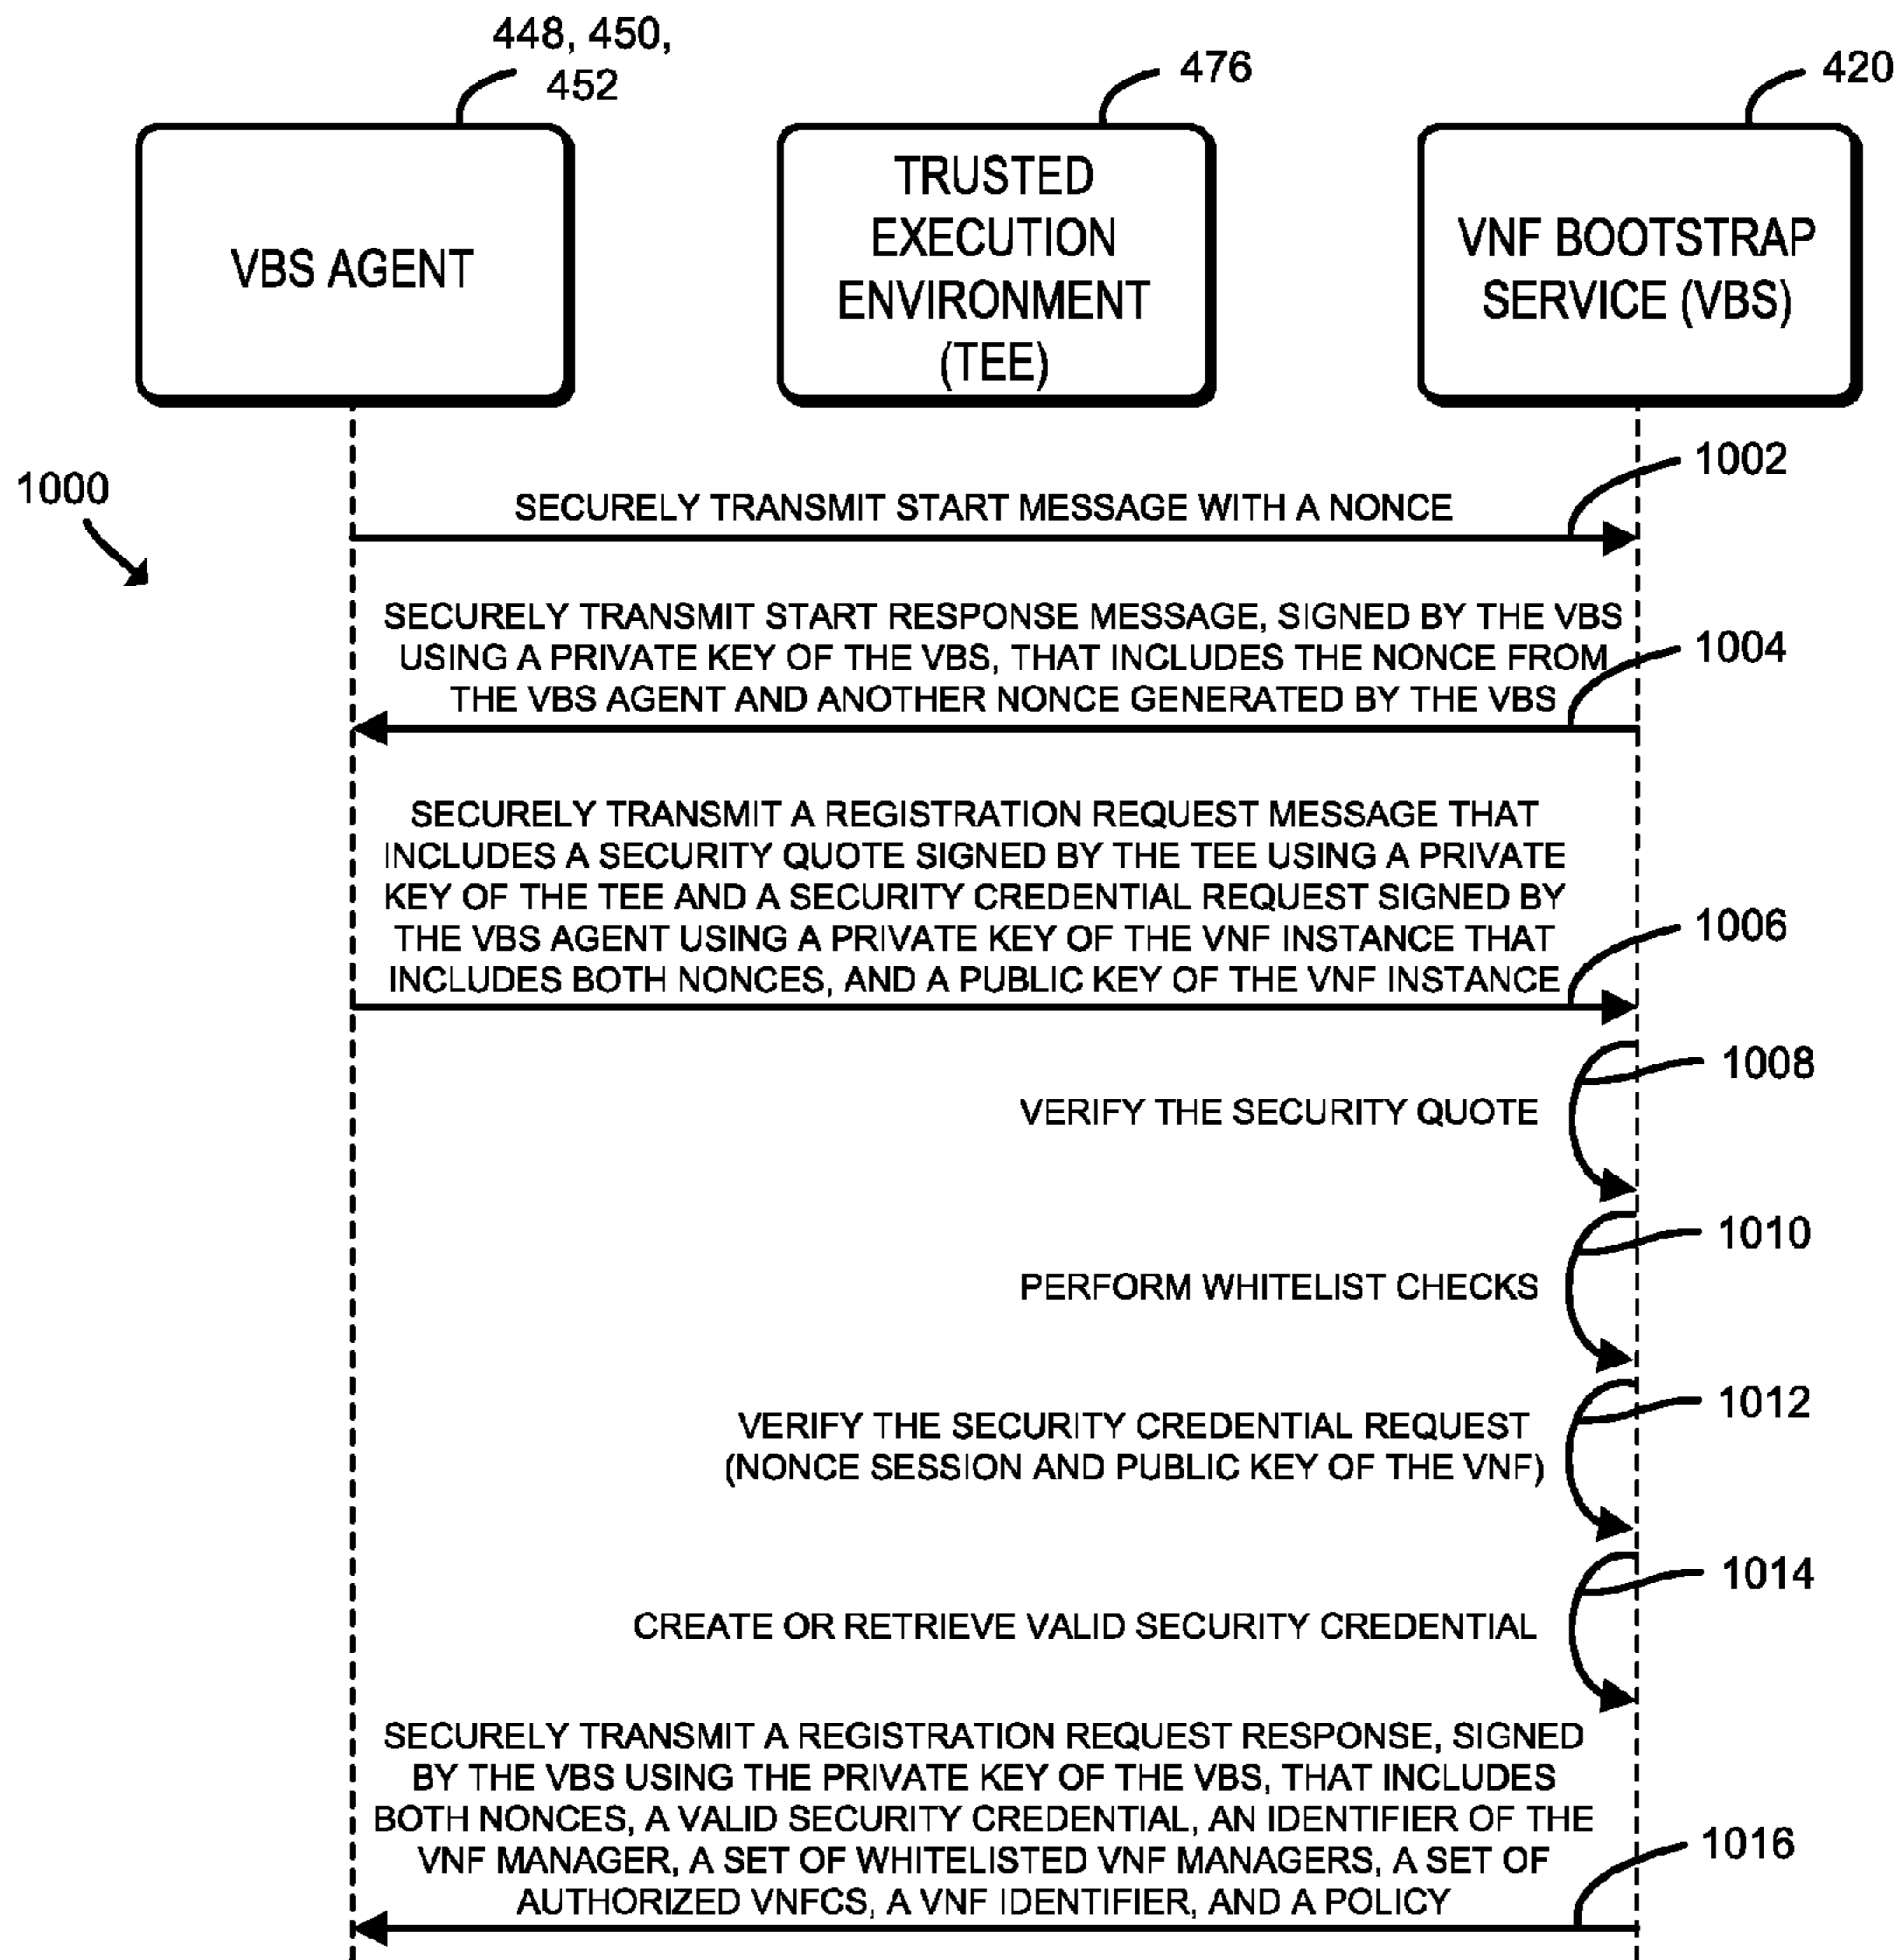 448, 450,
452
476
420
VBS AGENT
TRUSTED
EXECUTION
ENVIRONMENT
(TEE)
VNF BOOTSTRAP
SERVICE (VBS)
1000
1002
SECURELY TRANSMIT START MESSAGE WITH A NONCE
SECURELY TRANSMIT START RESPONSE MESSAGE, SIGNED BY THE VBS
USING A PRIVATE KEY OF THE VBS, THAT INCLUDES THE NONCE FROM
THE VBS AGENT AND ANOTHER NONCE GENERATED BY THE VBS
1004
SECURELY TRANSMIT A REGISTRATION REQUEST MESSAGE THAT
INCLUDES A SECURITY QUOTE SIGNED BY THE TEE USING A PRIVATE
KEY OF THE TEE AND A SECURITY CREDENTIAL REQUEST SIGNED BY
THE VBS AGENT USING A PRIVATE KEY OF THE VNF INSTANCE THAT
INCLUDES BOTH NONCES, AND A PUBLIC KEY OF THE VNF INSTANCE
1006
1008
VERIFY THE SECURITY QUOTE
1010
PERFORM WHITELIST CHECKS
1012
VERIFY THE SECURITY CREDENTIAL REQUEST
(NONCE SESSION AND PUBLIC KEY OF THE VNF)
1014
CREATE OR RETRIEVE VALID SECURITY CREDENTIAL
SECURELY TRANSMIT A REGISTRATION REQUEST RESPONSE, SIGNED
BY THE VBS USING THE PRIVATE KEY OF THE VBS, THAT INCLUDES
BOTH NONCES, A VALID SECURITY CREDENTIAL, AN IDENTIFIER OF THE
VNF MANAGER, A SET OF WHITELISTED VNF MANAGERS, A SET OF
AUTHORIZED VNFCS, A VNF IDENTIFIER, AND A POLICY
1016